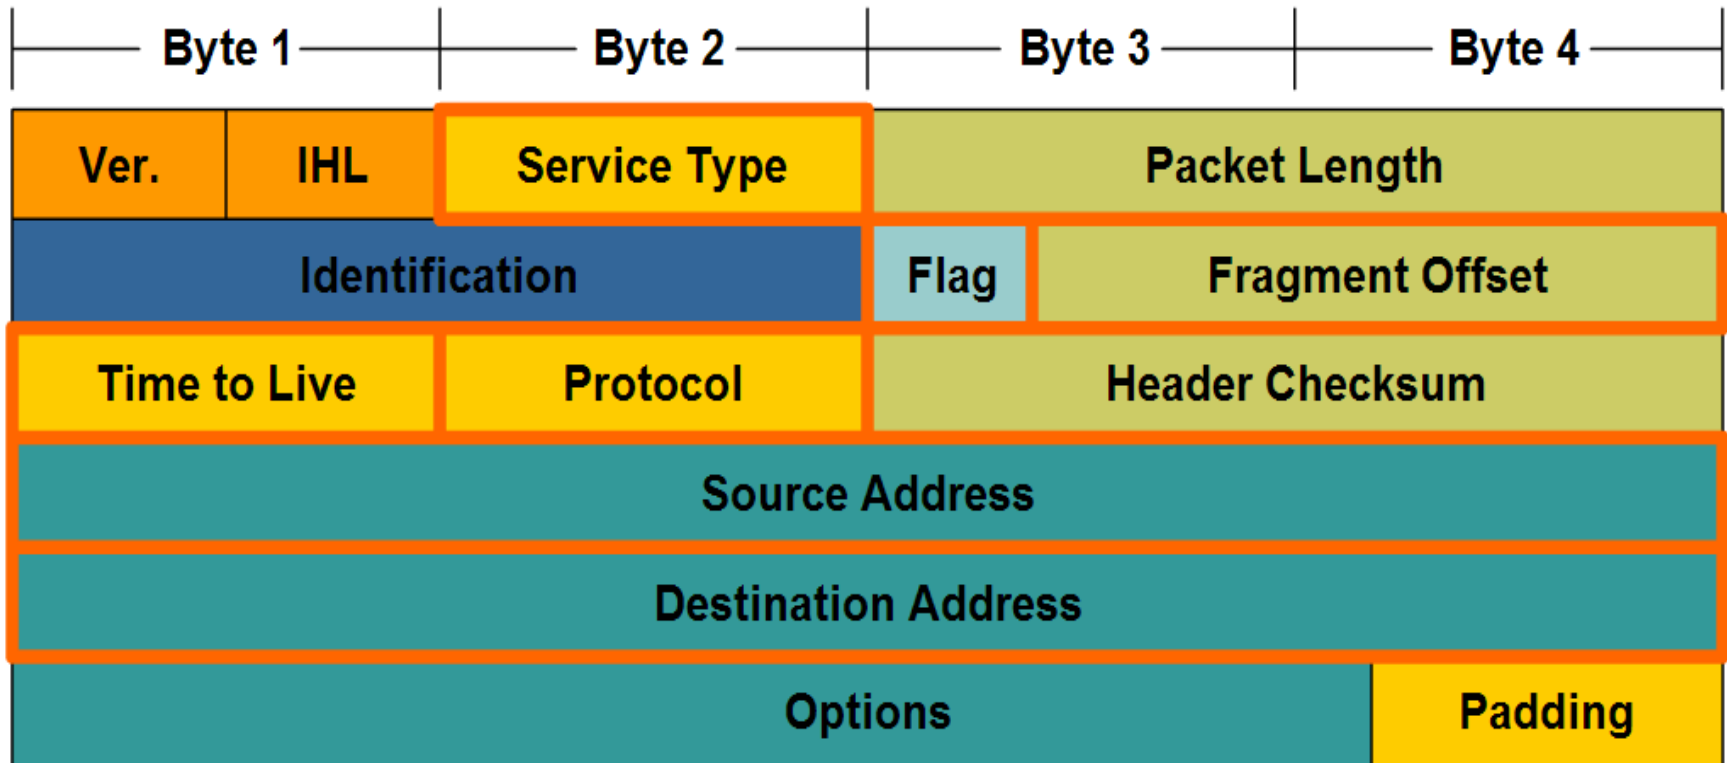 Byte 1 Byte 2 Byte 3 Byte 4
Ver. IHL Service Type Packet Length
Identification Flag Fragment Offset
Time to Live Protocol Header Checksum
Source Address
Destination Address
Options Padding